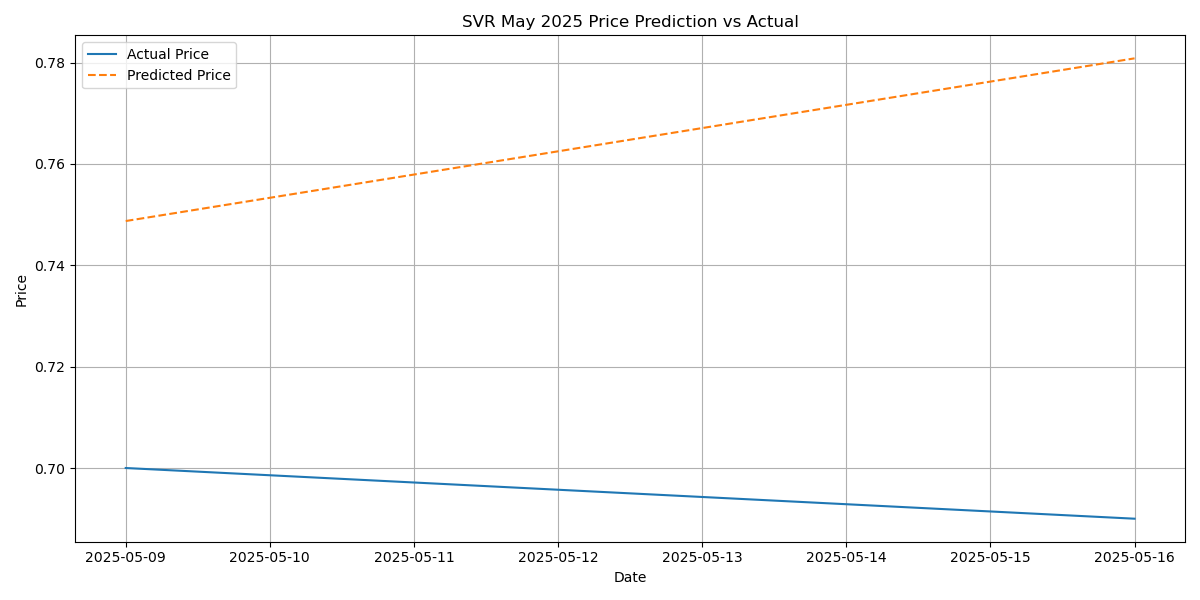 SVR May 2025 Price Prediction vs Actual
Actual Price
Predicted Price
Price
0.78
0.76
0.74
0.72
0.70
2025-05-09 2025-05-10 2025-05-11 2025-05-12 2025-05-13 2025-05-14 2025-05-15 2025-05-16
Date